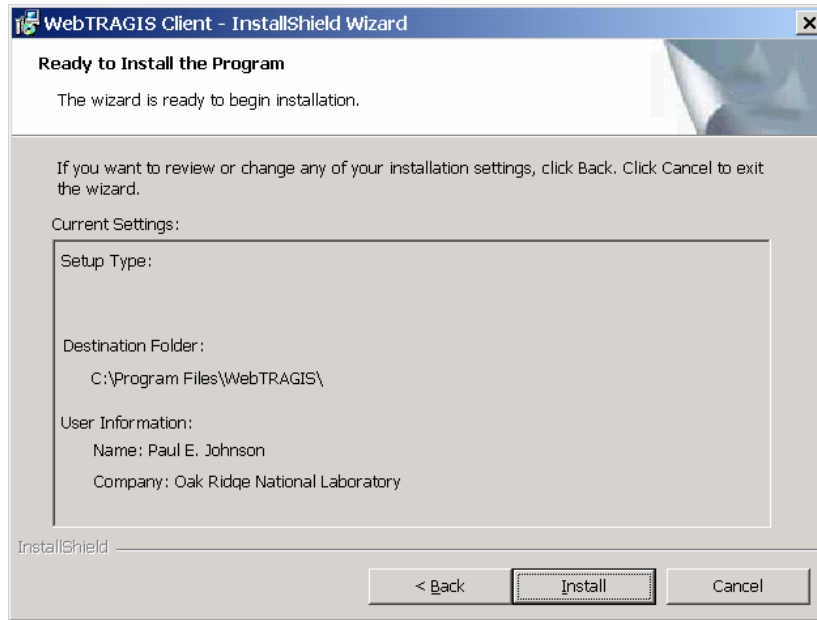 WebTRAGIS Client - InstallShield Wizard
Ready to Install the Program
The wizard is ready to begin installation.
If you want to review or change any of your installation settings, click Back. Click Cancel to exit
the wizard.
Current Settings:
Setup Type:
Destination Folder:
C:\Program Files\WebTRAGIS\
User Information:
Name: Paul E. Johnson
Company: Oak Ridge National Laboratory
InstallShield
< Back
Install
Cancel